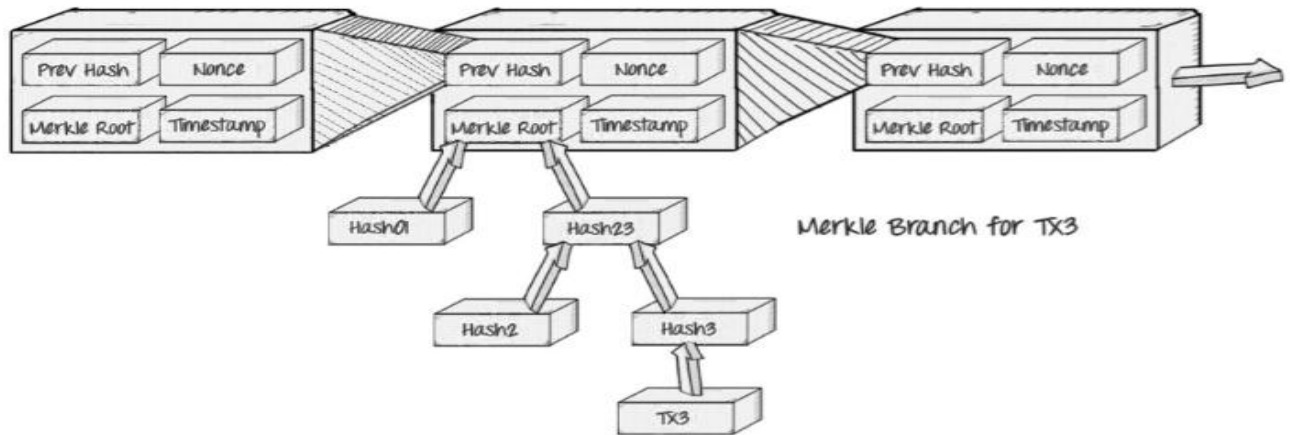 Prev Hash Nonce Prev Hash Nonce Prev Hash Nonce
Merkle Root Timestamp Merkle Root Timestamp Merkle Root Timestamp
Hash01 Hash23 Merkle Branch for Tx3
Hash2 Hash3
Tx3